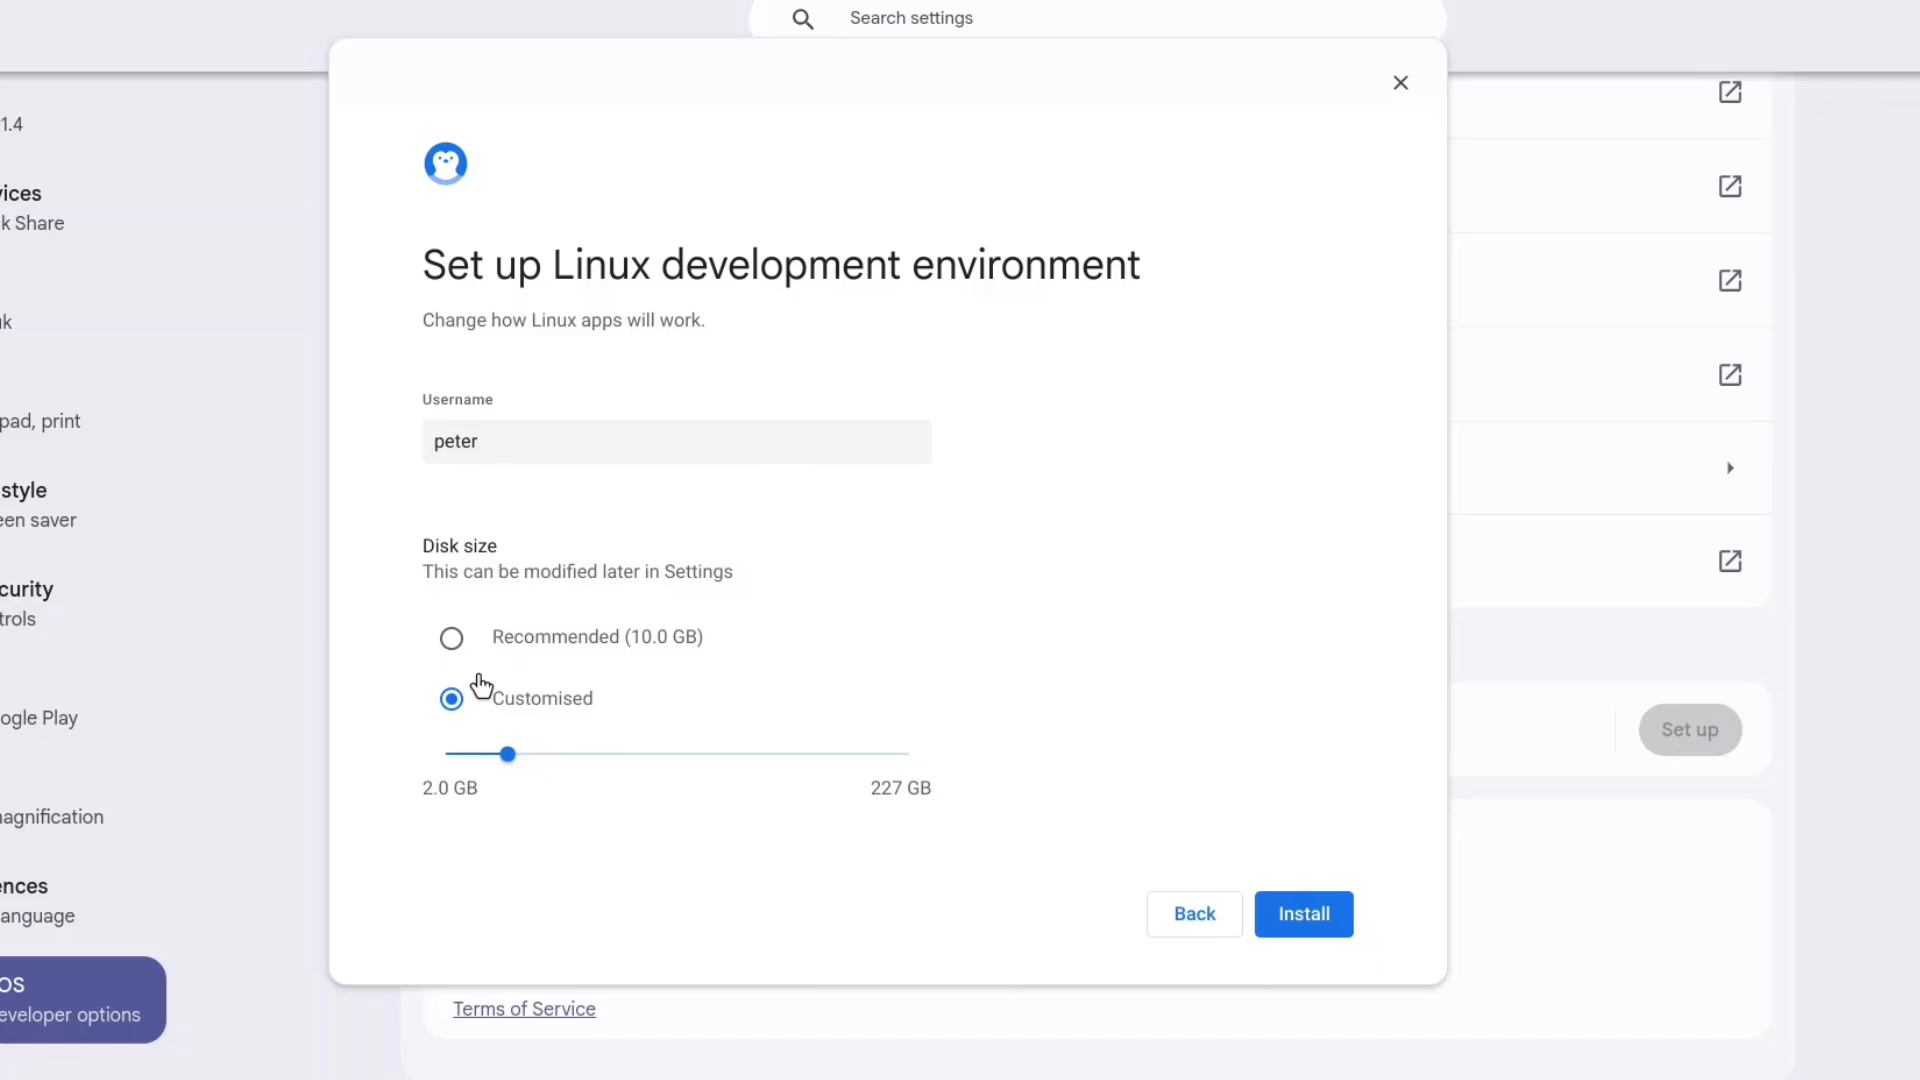 Search settings
1.4
vices
k Share
uk
pad, print
style
een saver
curity
trols
ogle Play
agnification
ences
anguage
OS
eveloper options
Set up Linux development environment
Change how Linux apps will work.
Username
peter
Disk size
This can be modified later in Settings
Recommended (10.0 GB)
Customised
2.0 GB
227 GB
Back
Install
Set up
Terms of Service